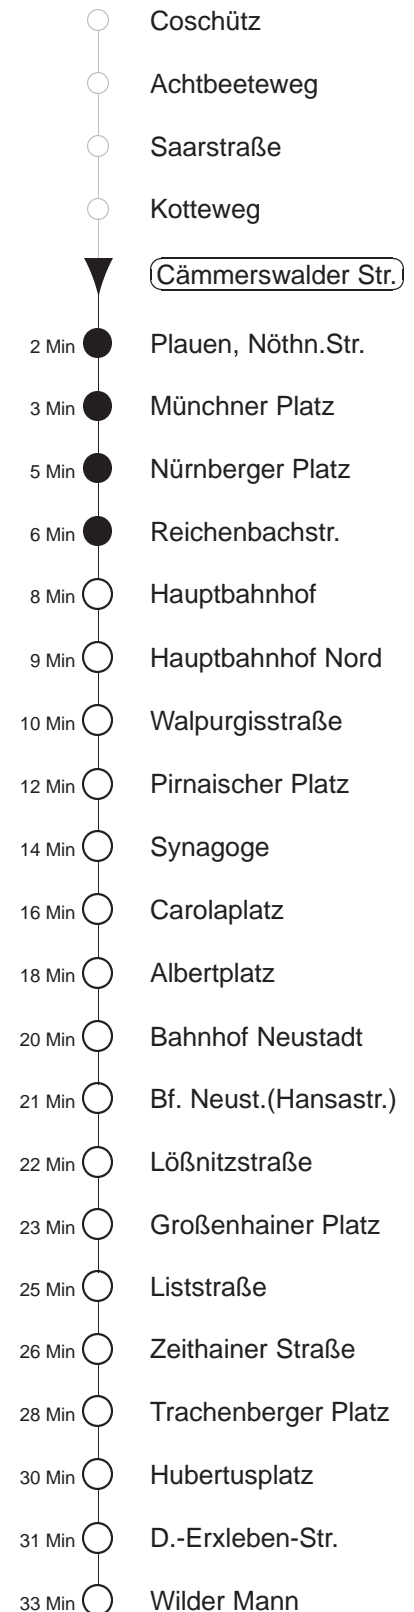 Coschütz
Achtbeeteweg
Saarstraße
Kotteweg
Cämmerswalder Str.
2 Min Plauen, Nöthn.Str.
3 Min Münchner Platz
5 Min Nürnberger Platz
6 Min Reichenbachstr.
8 Min Hauptbahnhof
9 Min Hauptbahnhof Nord
10 Min Walpurgisstraße
12 Min Pirnaischer Platz
14 Min Synagoge
16 Min Carolaplatz
18 Min Albertplatz
20 Min Bahnhof Neustadt
21 Min Bf. Neust.(Hansastr.)
22 Min Lößnitzstraße
23 Min Großenhainer Platz
25 Min Liststraße
26 Min Zeithainer Straße
28 Min Trachenberger Platz
30 Min Hubertusplatz
31 Min D.-Erxleben-Str.
33 Min Wilder Mann